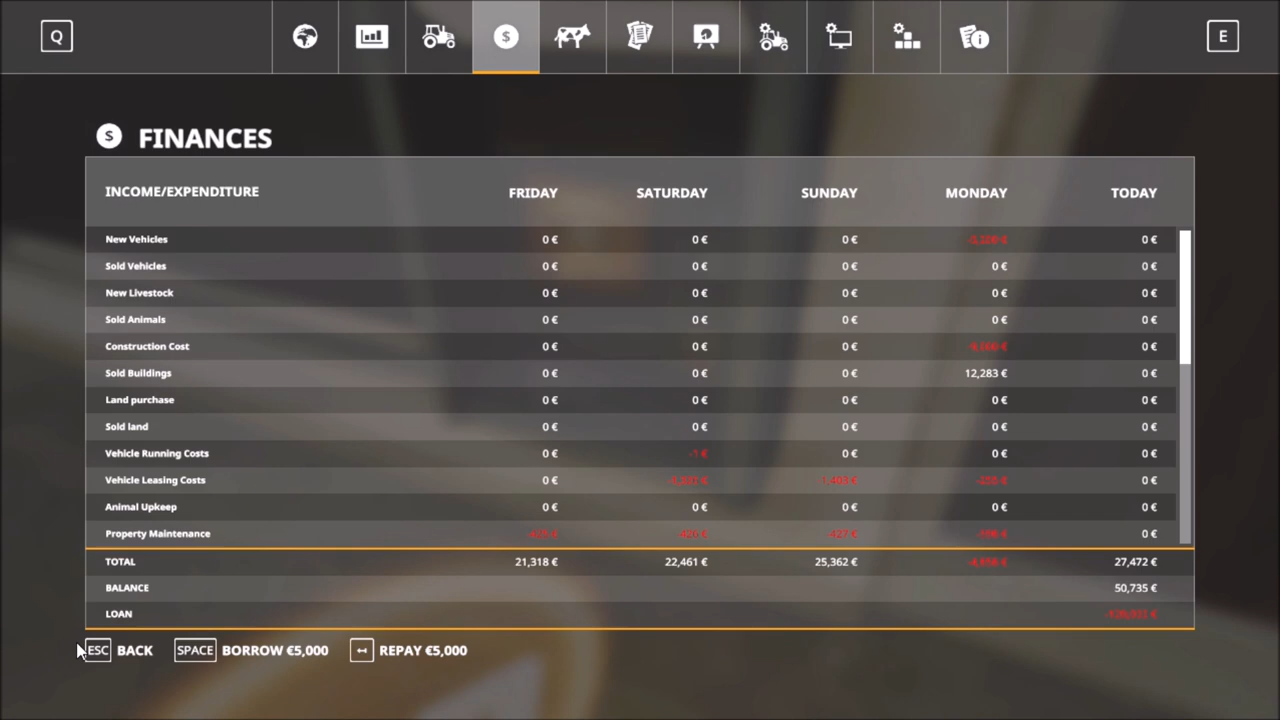 Q E
FINANCES
INCOME/EXPENDITURE FRIDAY SATURDAY SUNDAY MONDAY TODAY
New Vehicles 0 € 0 € 0 € 0 €
Sold Vehicles 0 € 0 € 0 € 0 € 0 €
New Livestock 0 € 0 € 0 € 0 € 0 €
Sold Animals 0 € 0 € 0 € 0 € 0 €
Construction Cost 0 € 0 € 0 € 0 €
Sold Buildings 0 € 0 € 0 € 12,283 € 0 €
Land purchase 0 € 0 € 0 € 0 € 0 €
Sold land 0 € 0 € 0 € 0 € 0 €
Vehicle Running Costs 0 € -1 € 0 € 0 € 0 €
Vehicle Leasing Costs 0 € 0 €
Animal Upkeep 0 € 0 € 0 € 0 € 0 €
Property Maintenance 0 €
TOTAL 21,318 € 22,461 € 25,362 € 27,472 €
BALANCE 50,735 €
LOAN
ESC BACK SPACE BORROW €5,000 ↔ REPAY €5,000